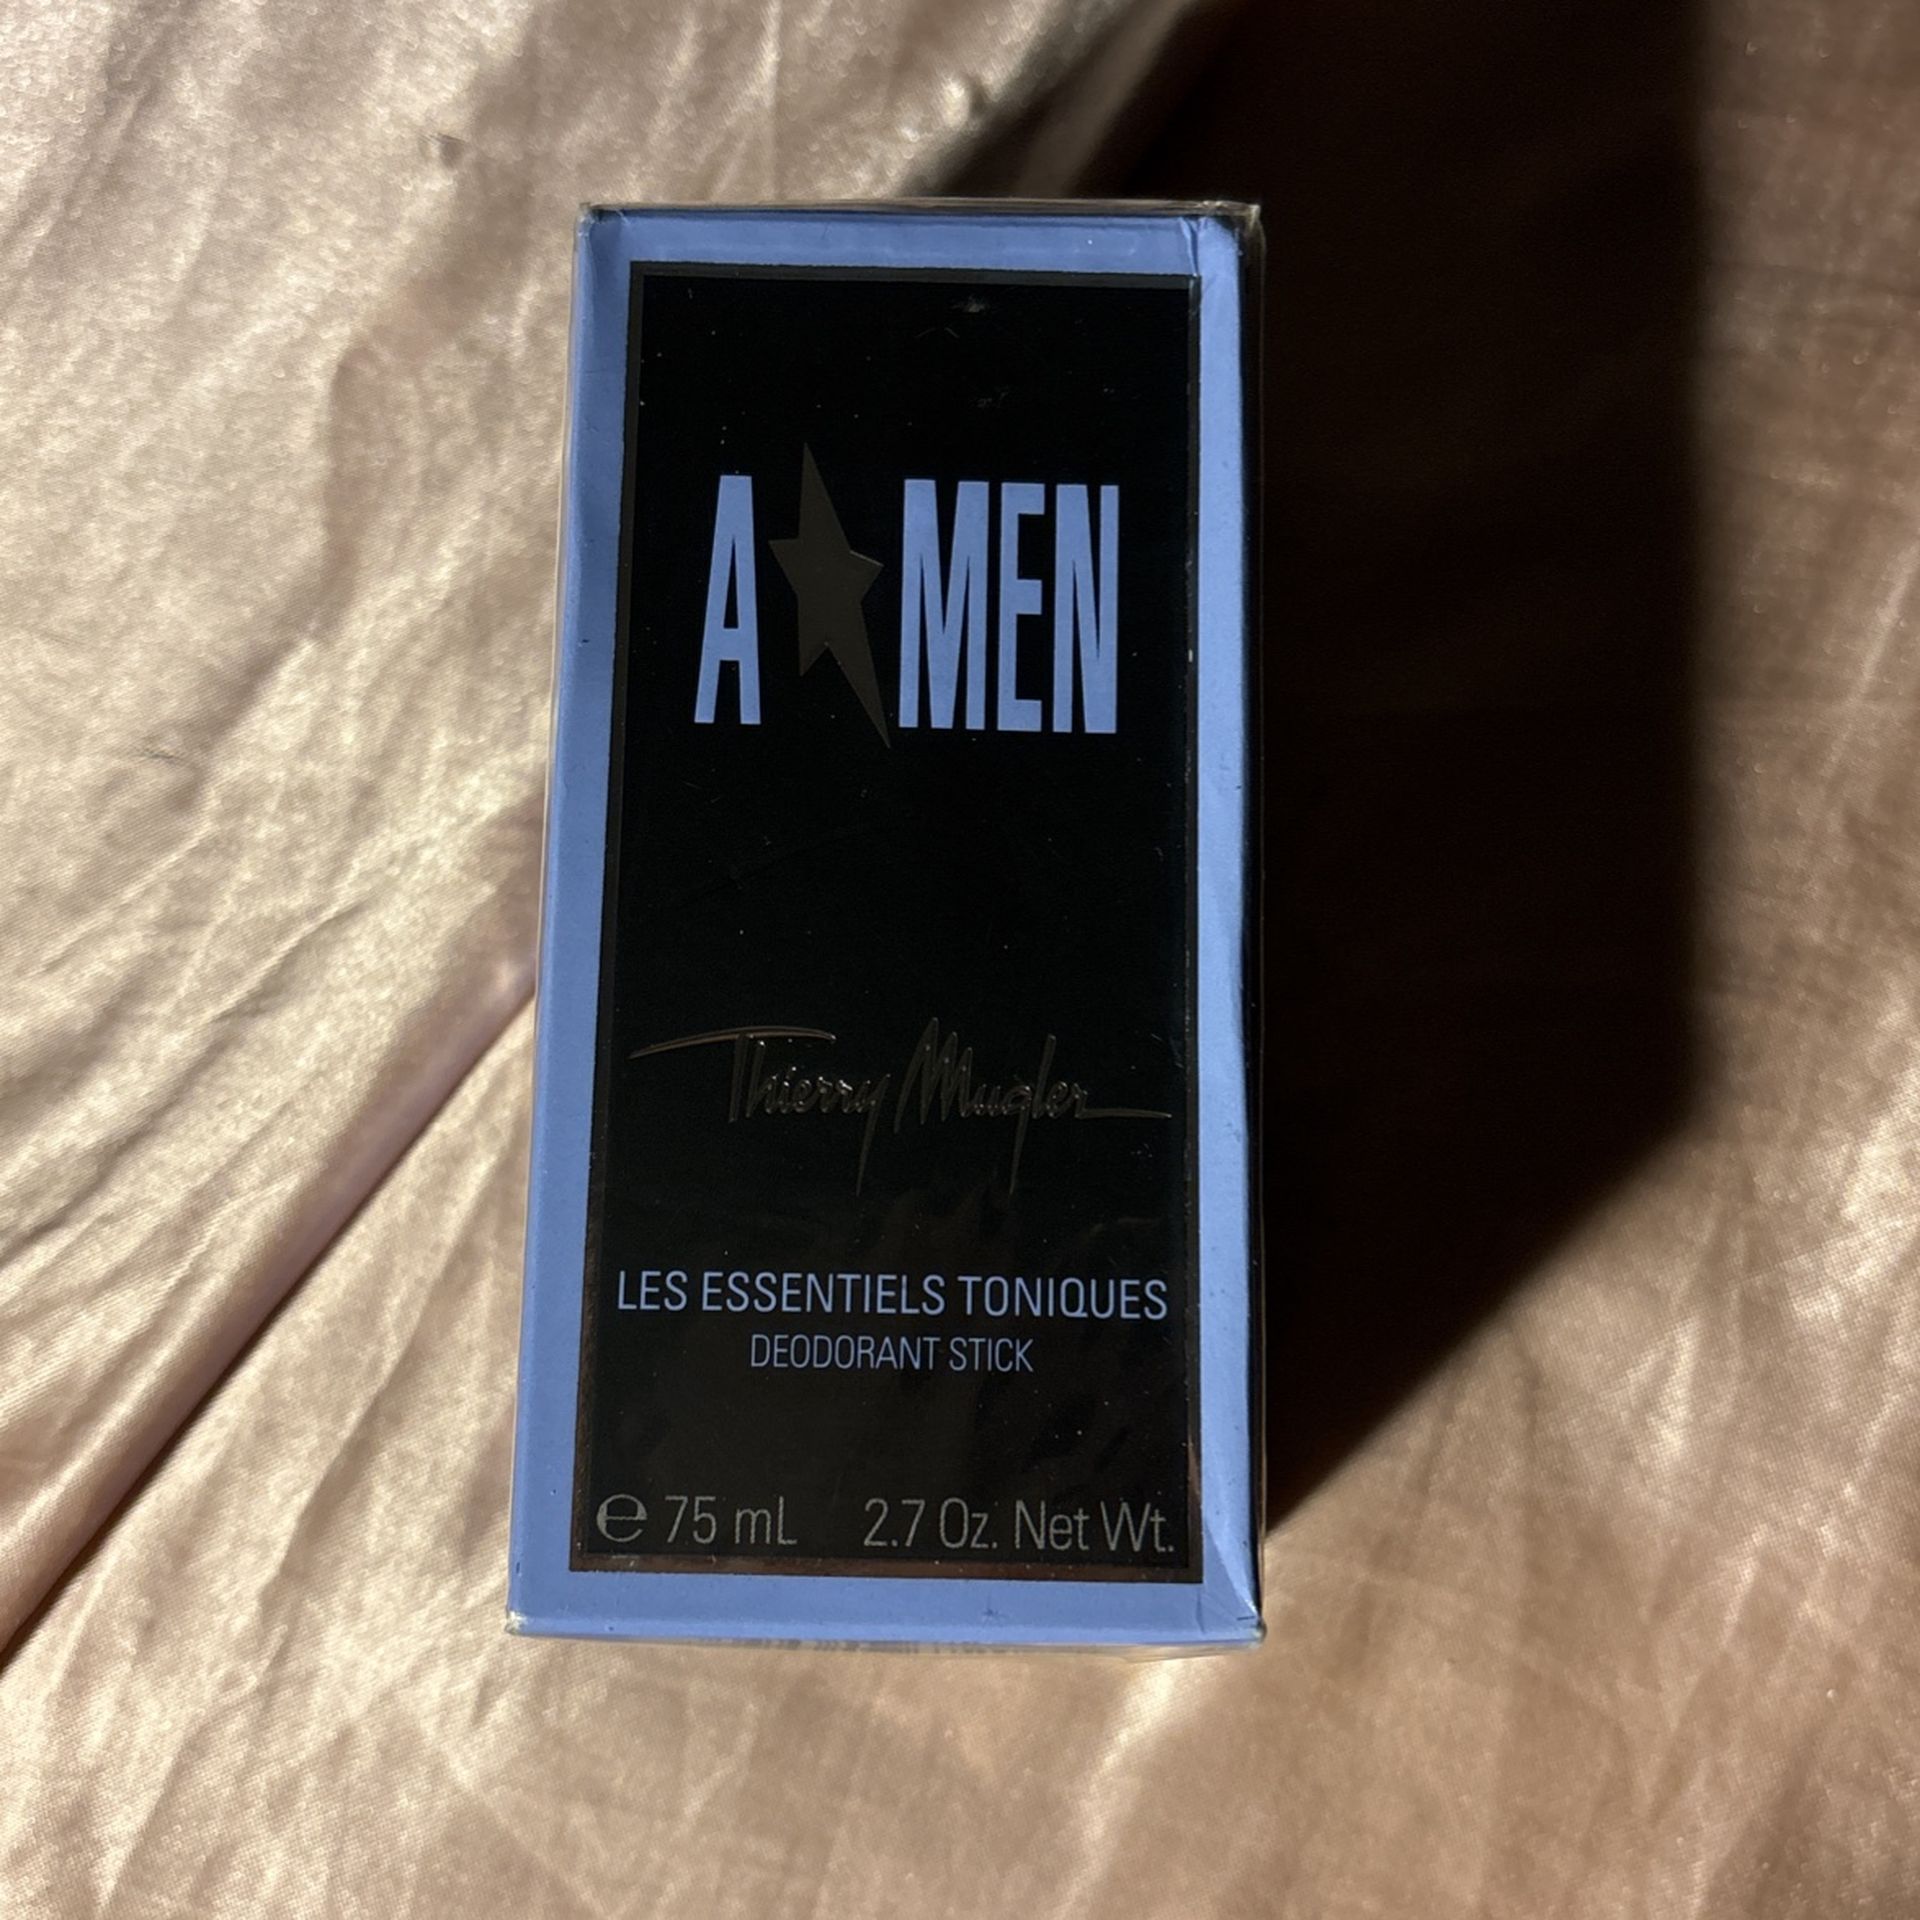 A★MEN
Thierry Mugler
LES ESSENTIELS TONIQUES
DEODORANT STICK
℮ 75 mL 2.7 Oz. Net Wt.